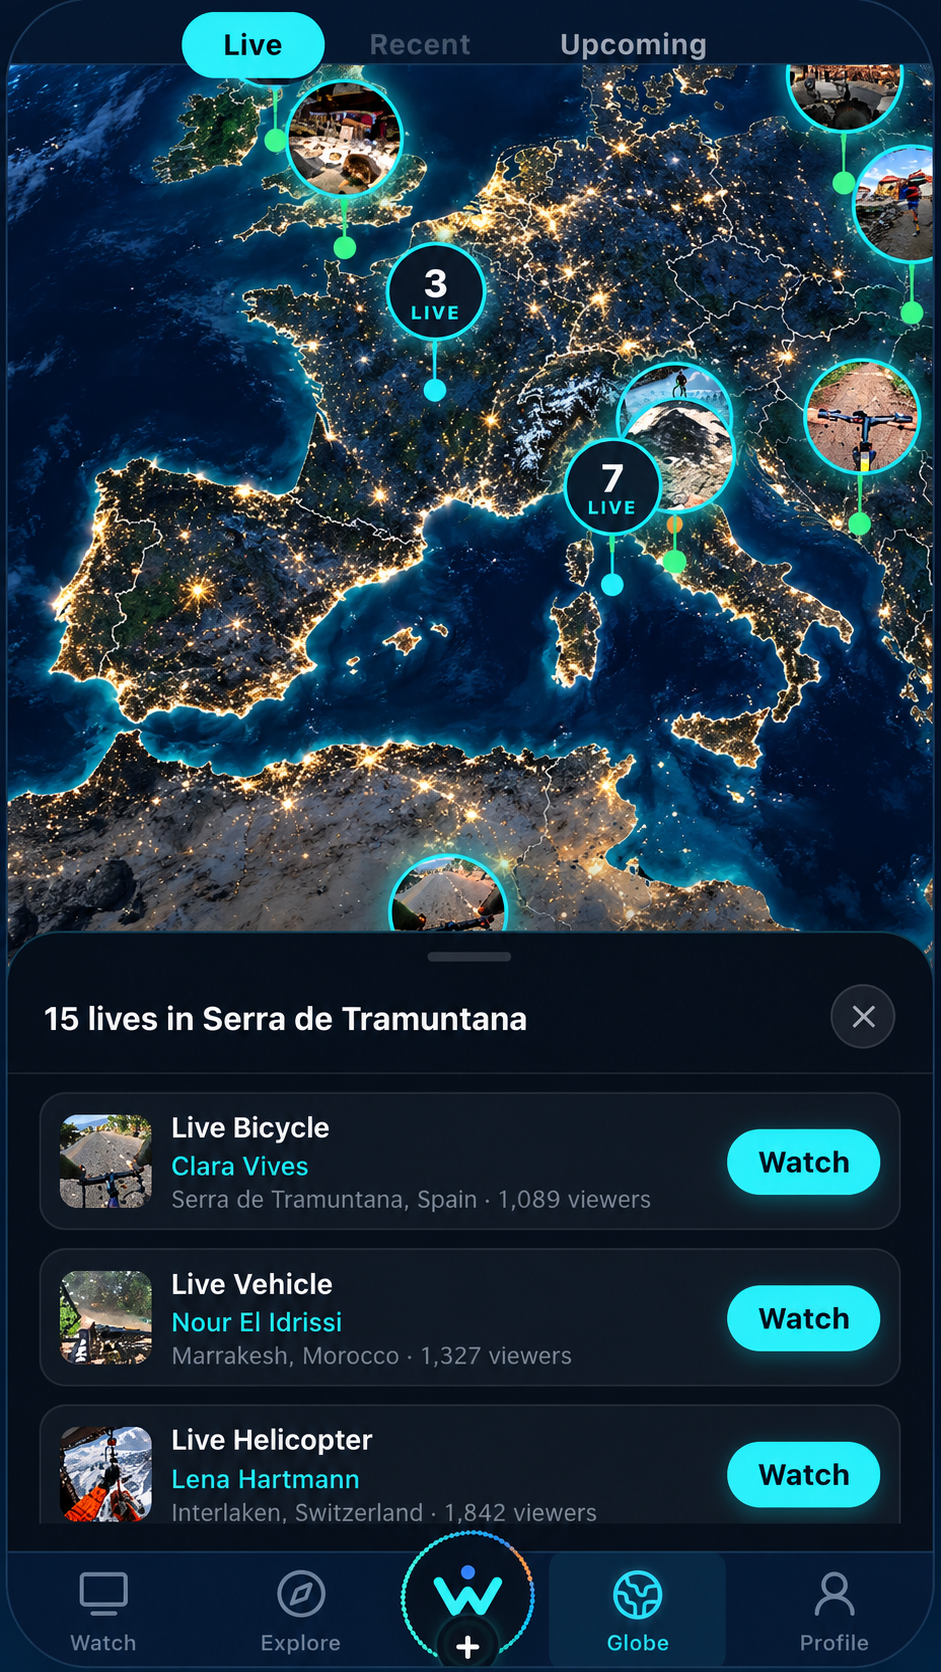 Live
Recent
Upcoming
3
LIVE
7
LIVE
15 lives in Serra de Tramuntana
Live Bicycle
Clara Vives
Serra de Tramuntana, Spain · 1,089 viewers
Watch
Live Vehicle
Nour El Idrissi
Marrakesh, Morocco · 1,327 viewers
Watch
Live Helicopter
Lena Hartmann
Interlaken, Switzerland · 1,842 viewers
Watch
Watch
Explore
W
+
Globe
Profile